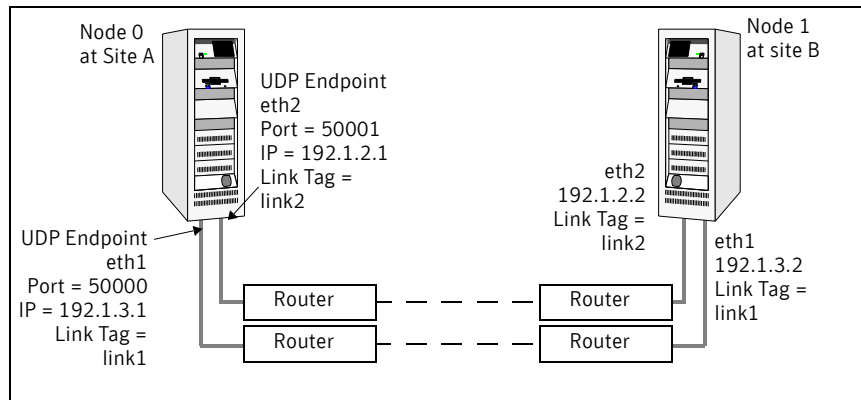 Node 0
at Site A
UDP Endpoint
eth2
Port = 50001
IP = 192.1.2.1
Link Tag =
link2
UDP Endpoint
eth1
Port = 50000
IP = 192.1.3.1
Link Tag =
link1
Node 1
at site B
eth2
192.1.2.2
Link Tag =
link2
eth1
192.1.3.2
Link Tag =
link1
Router
Router
Router
Router